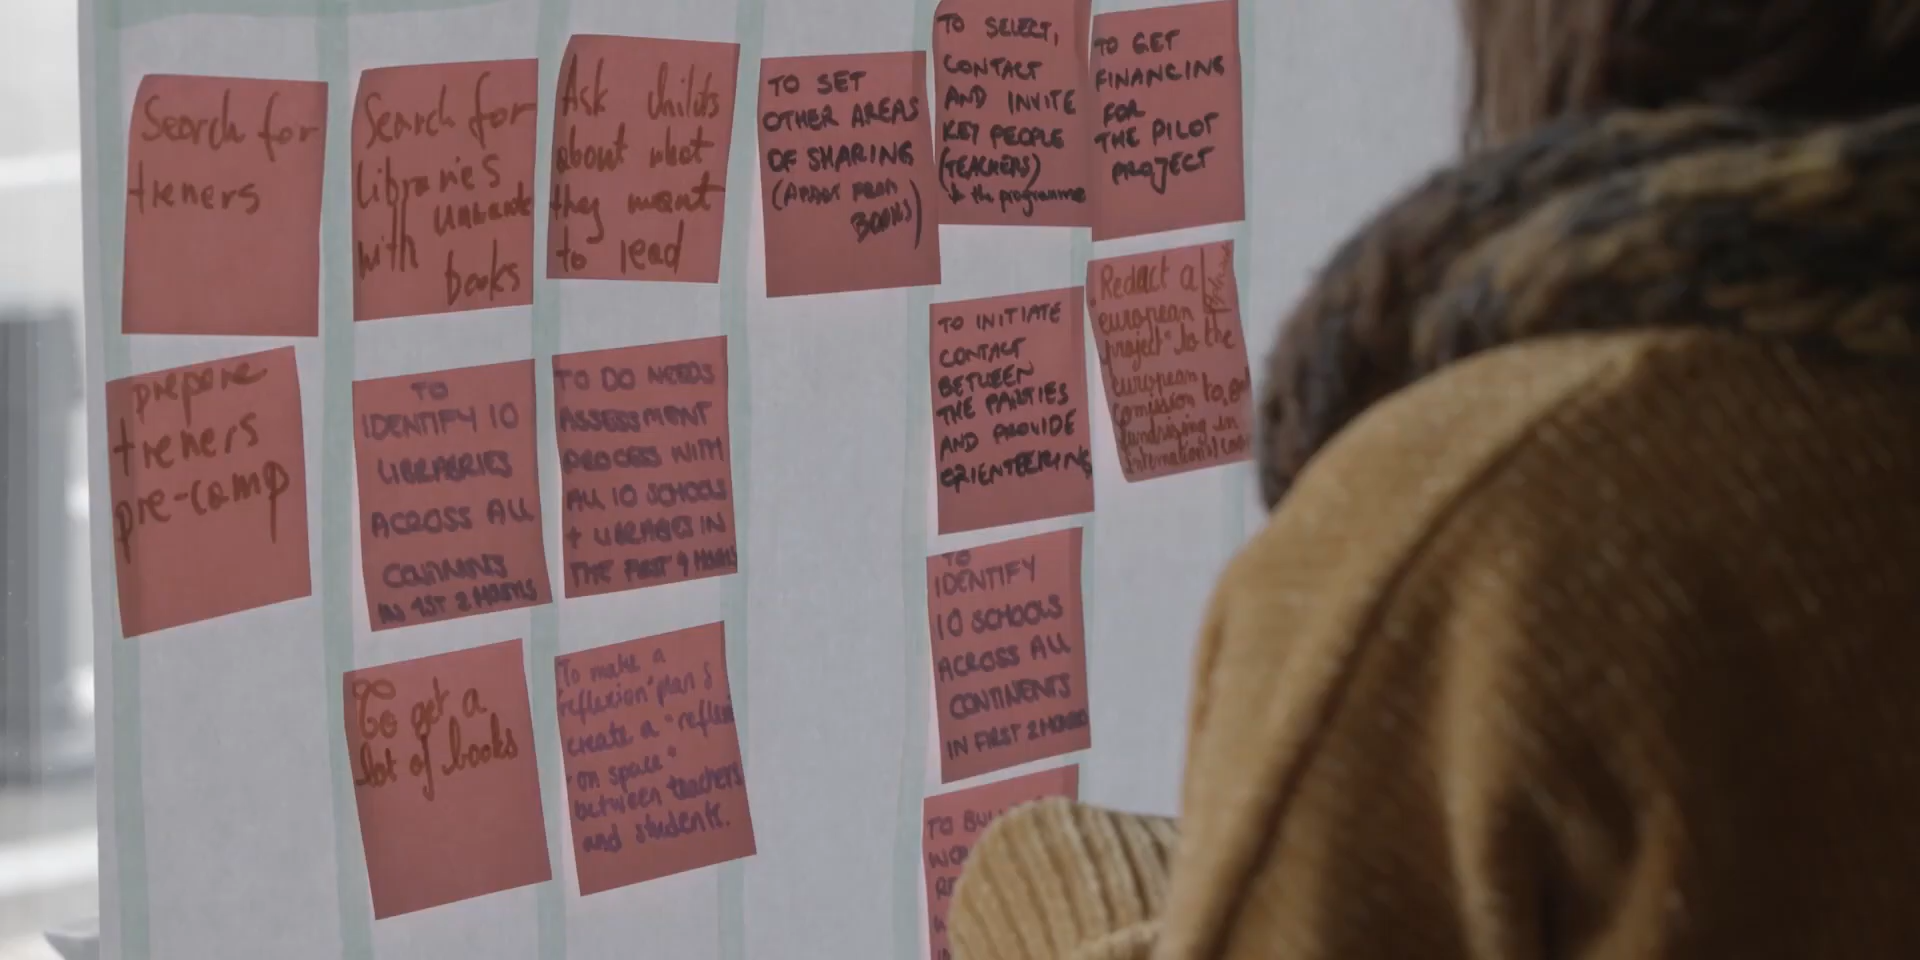 Search for
treners
Search for
libraries
with
books
Ask childs
about what
they want
to read
TO SET
OTHER AREAS
OF SHARING
(APART FROM
BOOKS)
TO SELECT,
CONTACT
AND INVITE
KEY PEOPLE
(TEACHERS)
to the programme
TO GET
FINANCING
FOR
THE PILOT
PROJECT
prepare
treners
pre-camp
TO
IDENTIFY 10
LIBRARIES
ACROSS ALL
CONTINENTS
IN 1ST 2 MONTHS
TO DO NEEDS
ASSESSMENT
PROCESS WITH
ALL 10 SCHOOLS
+ LIBRARIES IN
THE FIRST 4 MONTHS
TO INITIATE
CONTACT
BETWEEN
THE PARTIES
AND PROVIDE
ORIENTEERING
Redact a
european
project" to the
european
comission to
fundrising in
international
To get a
lot of books
To make a
"reflexion" plan &
create a "reflexi
on space"
between teachers
and students.
TO
IDENTIFY
10 SCHOOLS
ACROSS ALL
CONTINENTS
IN FIRST 2 MONTHS
TO